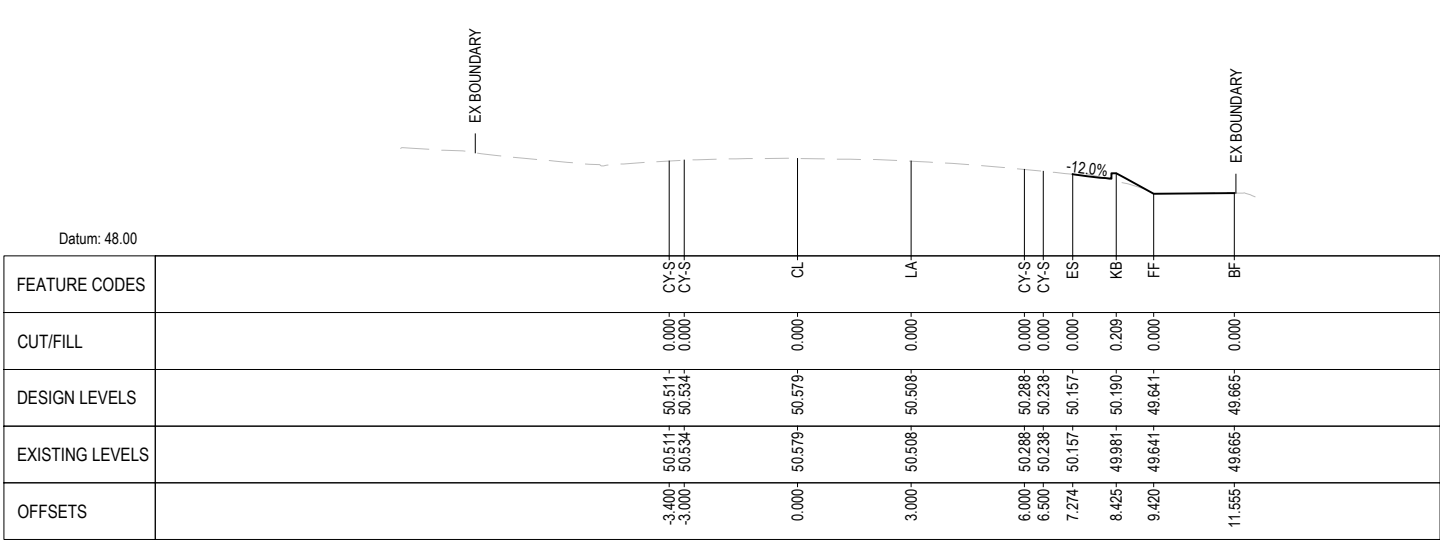 EX BOUNDARY
EX BOUNDARY
-12.0%
Datum: 48.00
FEATURE CODES CY-S CY-S CL LA CY-S CY-S ES KB FF BF
CUT/FILL 0.000 0.000 0.000 0.000 0.000 0.000 0.000 0.209 0.000 0.000
DESIGN LEVELS 50.511 50.534 50.579 50.508 50.288 50.238 50.157 50.190 49.641 49.665
EXISTING LEVELS 50.511 50.534 50.579 50.508 50.288 50.238 50.157 49.981 49.641 49.665
OFFSETS -3.400 -3.000 0.000 3.000 6.000 6.500 7.274 8.425 9.420 11.555